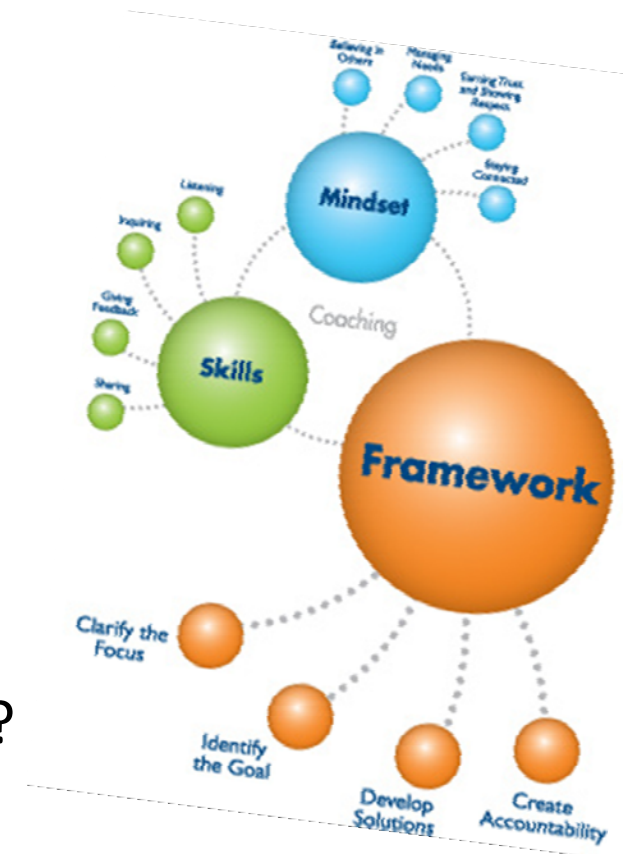 Believing in
Others
Managing
Needs
Earning Trust
and Showing
Respect
Staying
Connected
Mindset
Listening
Inquiring
Giving
Feedback
Sharing
Skills
Coaching
Framework
Clarify the
Focus
Identify
the Goal
Develop
Solutions
Create
Accountability
?